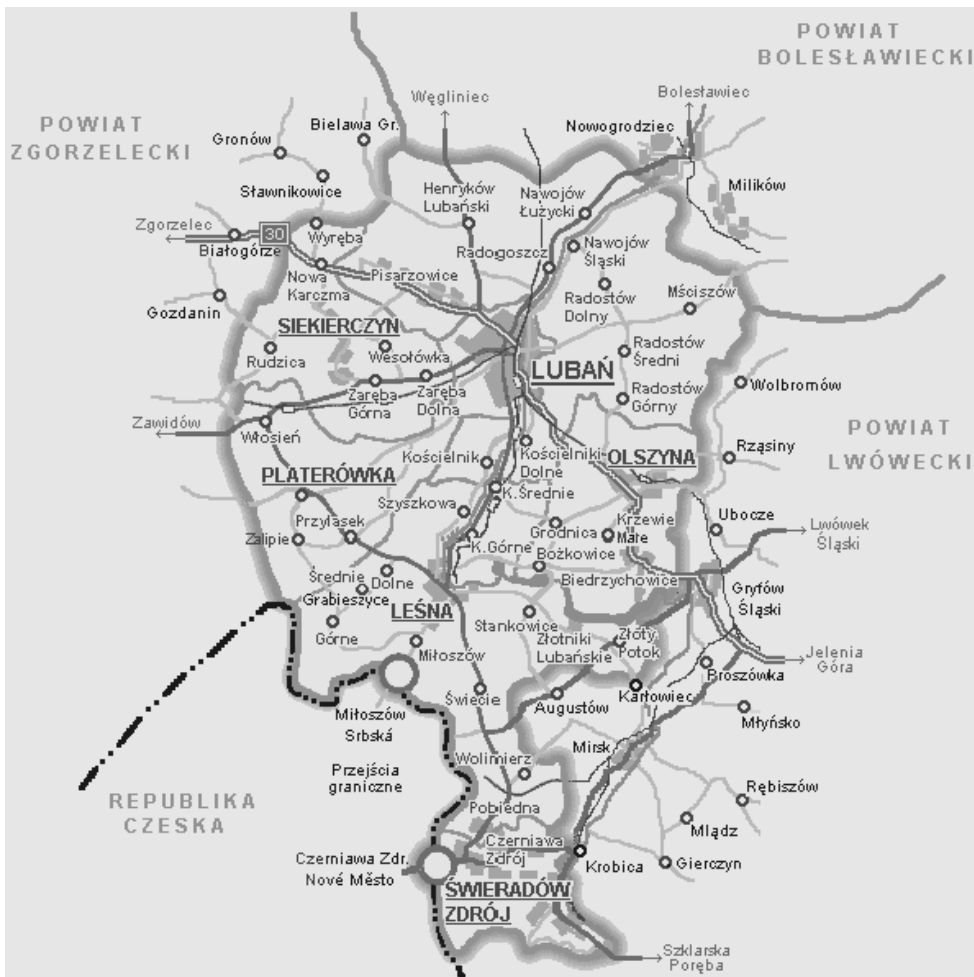 POWIAT
BOLESŁAWIECKI
POWIAT
ZGORZELECKI
Węgliniec
Bolesławiec
Nowogrodziec
Gronów
Bielawa Gr.
Sławnikowice
Henryków
Lubański
Nawojów
Łużycki
Milików
Zgorzelec
30
Białogórze
Wyręba
Radogoszcz
Nawojów
Śląski
Nowa
Karczma
Pisarzowice
Gozdanin
Radostów
Dolny
Mściszów
SIEKIERCZYN
Rudzica
Wesołówka
LUBAŃ
Radostów
Średni
Zaręba
Górna
Zaręba
Dolna
Radostów
Górny
Wolbromów
Zawidów
Włosień
POWIAT
LWÓWECKI
Kościelnik
Kościelniki
Dolne
OLSZYNA
Rząsiny
PLATERÓWKA
K.Średnie
Szyszkowa
Przylasek
Zalipie
K.Górne
Grodnica
Krzewie
Małe
Ubocze
Lwówek
Śląski
Bożkowice
Średnie
Dolne
Grabieszyce
Górne
Biedrzychowice
Gryfów
Śląski
LEŚNA
Stankowice
Złotniki
Lubańskie
Złoty
Potok
Jelenia
Góra
Miłoszów
Proszówka
Świecie
Karłowiec
Augustów
Młyńsko
Miłoszów
Srbská
Mirsk
Wolimierz
Przejścia
graniczne
REPUBLIKA
CZESKA
Pobiedna
Rębiszów
Mlądz
Czerniawa
Zdrój
Czerniawa Zdr.
Nové Město
Krobica
Gierczyn
ŚWIERADÓW
ZDRÓJ
Szklarska
Poręba